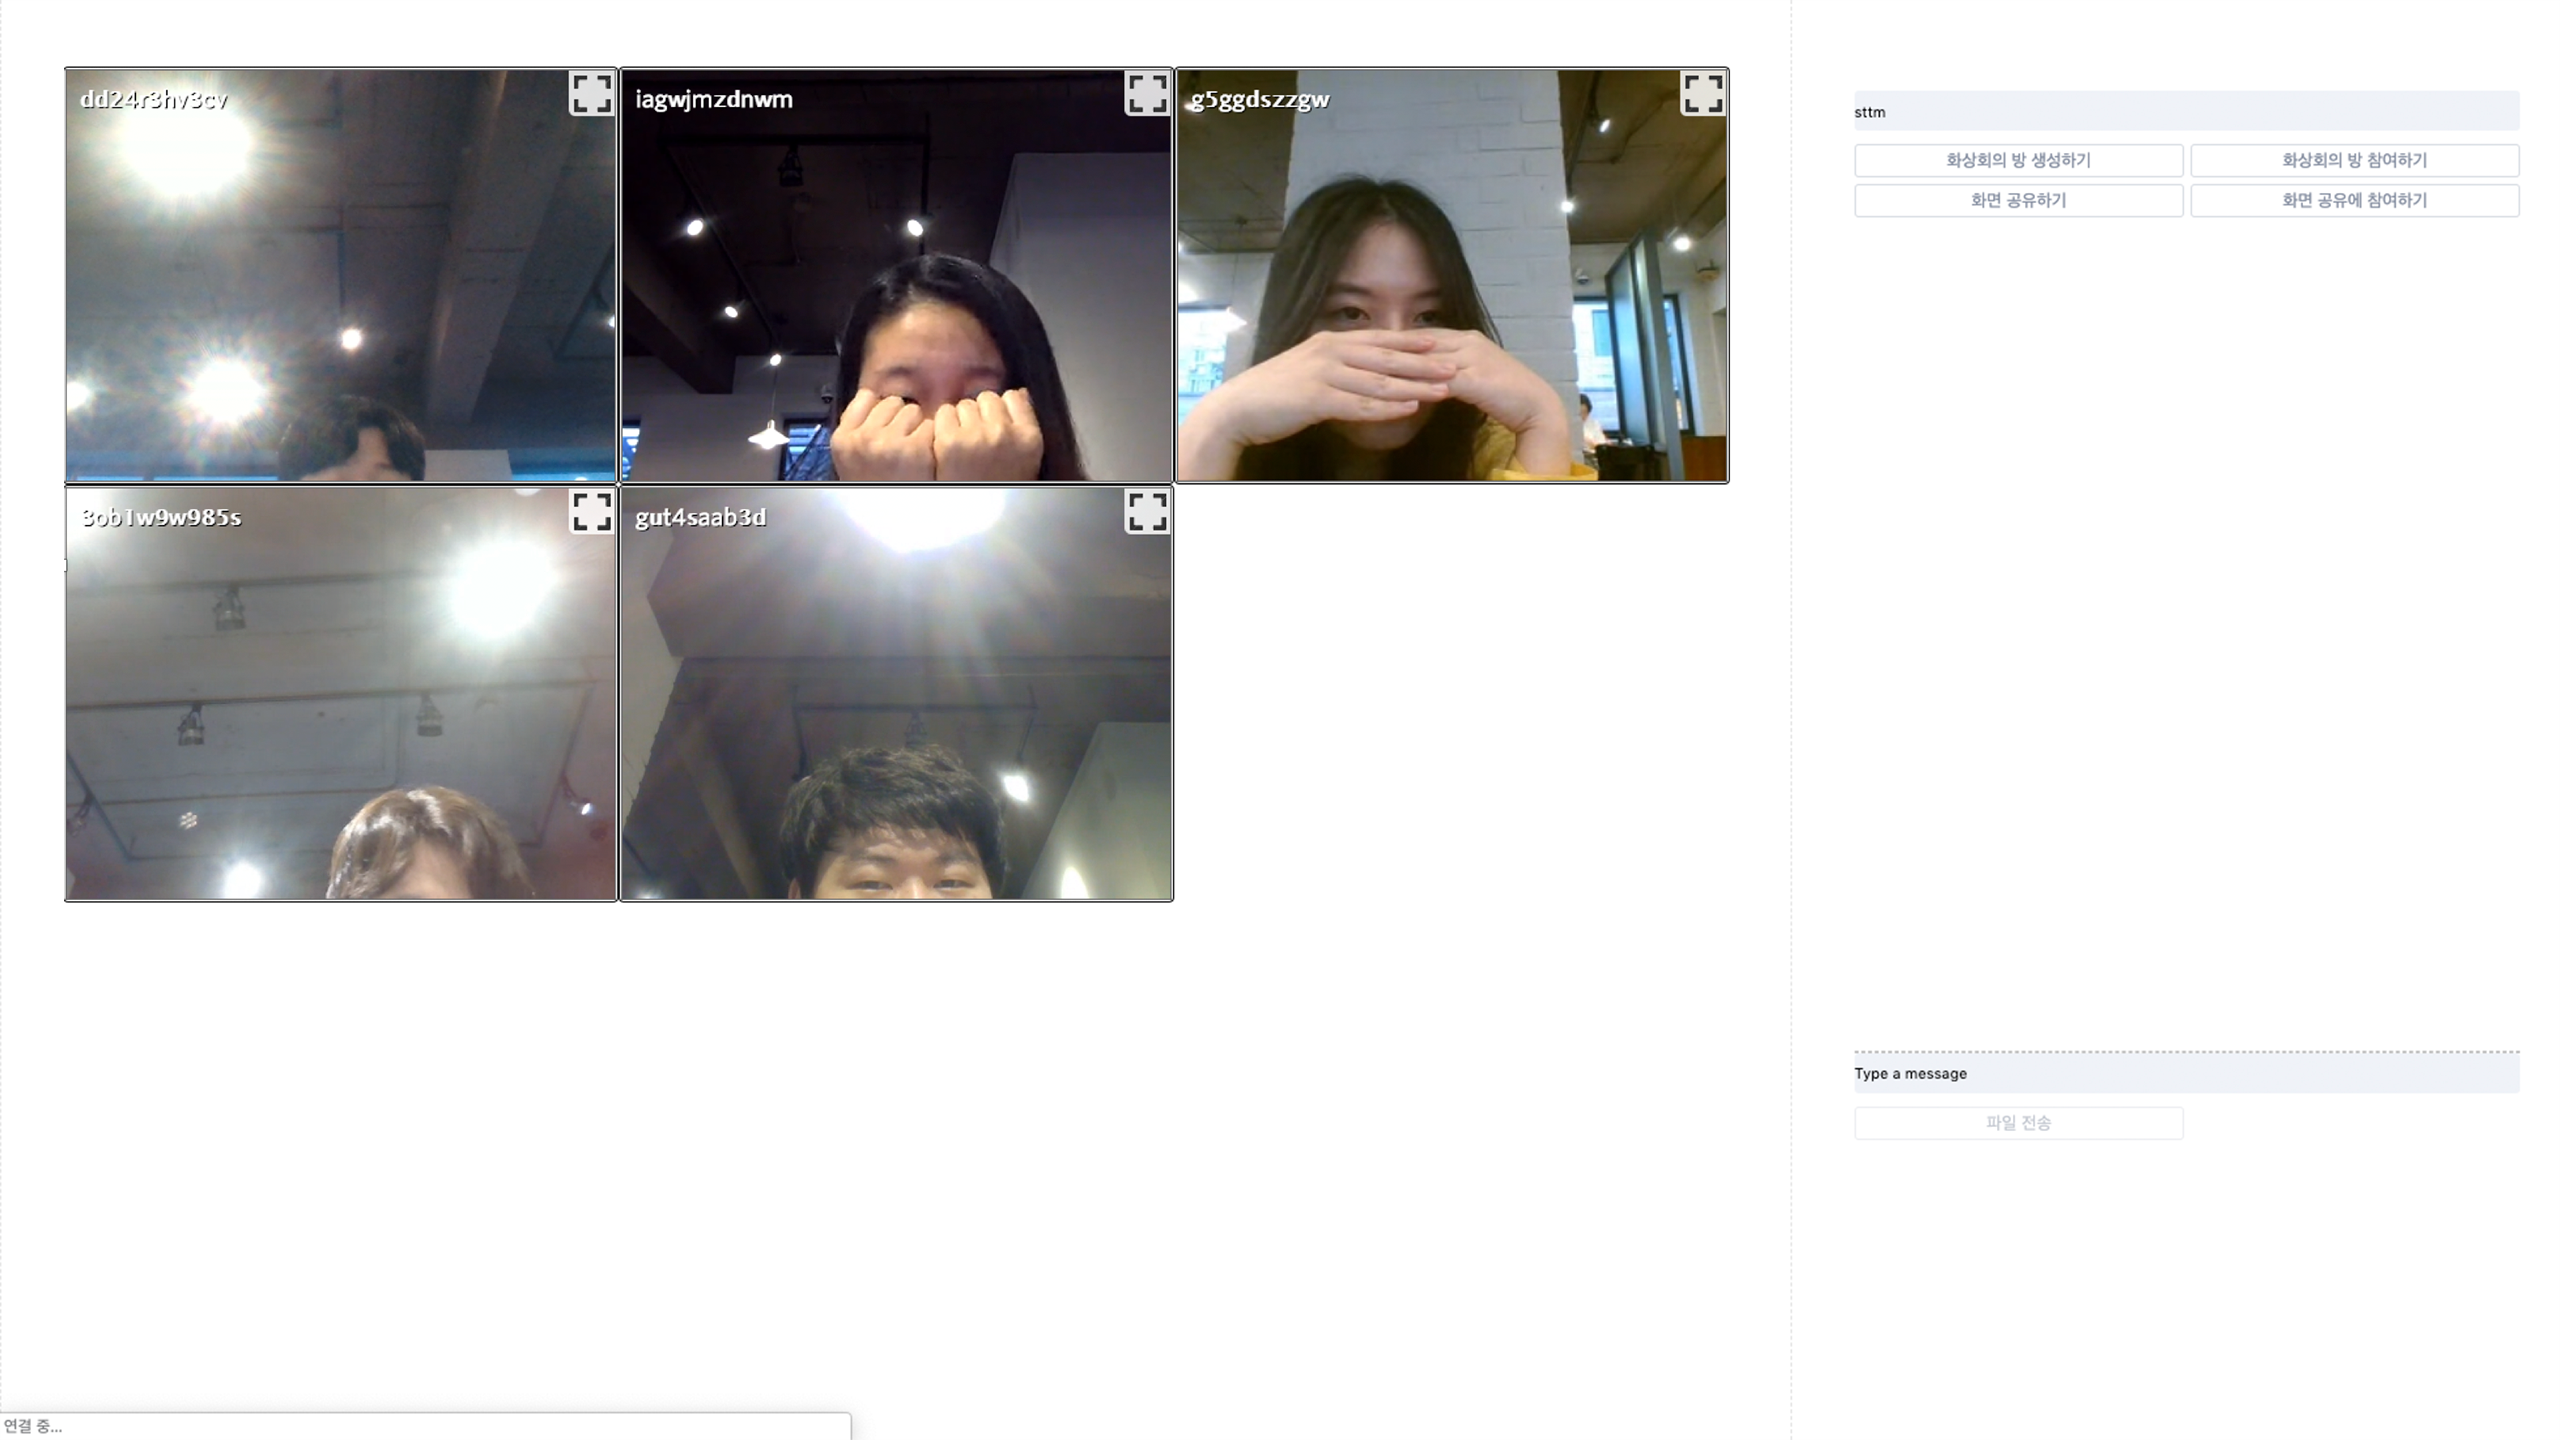 dd24r3hv3cv
iagwjmzdnwm
g5ggdszzgw
3ob1w9w985s
gut4saab3d
sttm
화상회의 방 생성하기
화상회의 방 참여하기
화면 공유하기
화면 공유에 참여하기
Type a message
파일 전송
연결 중...